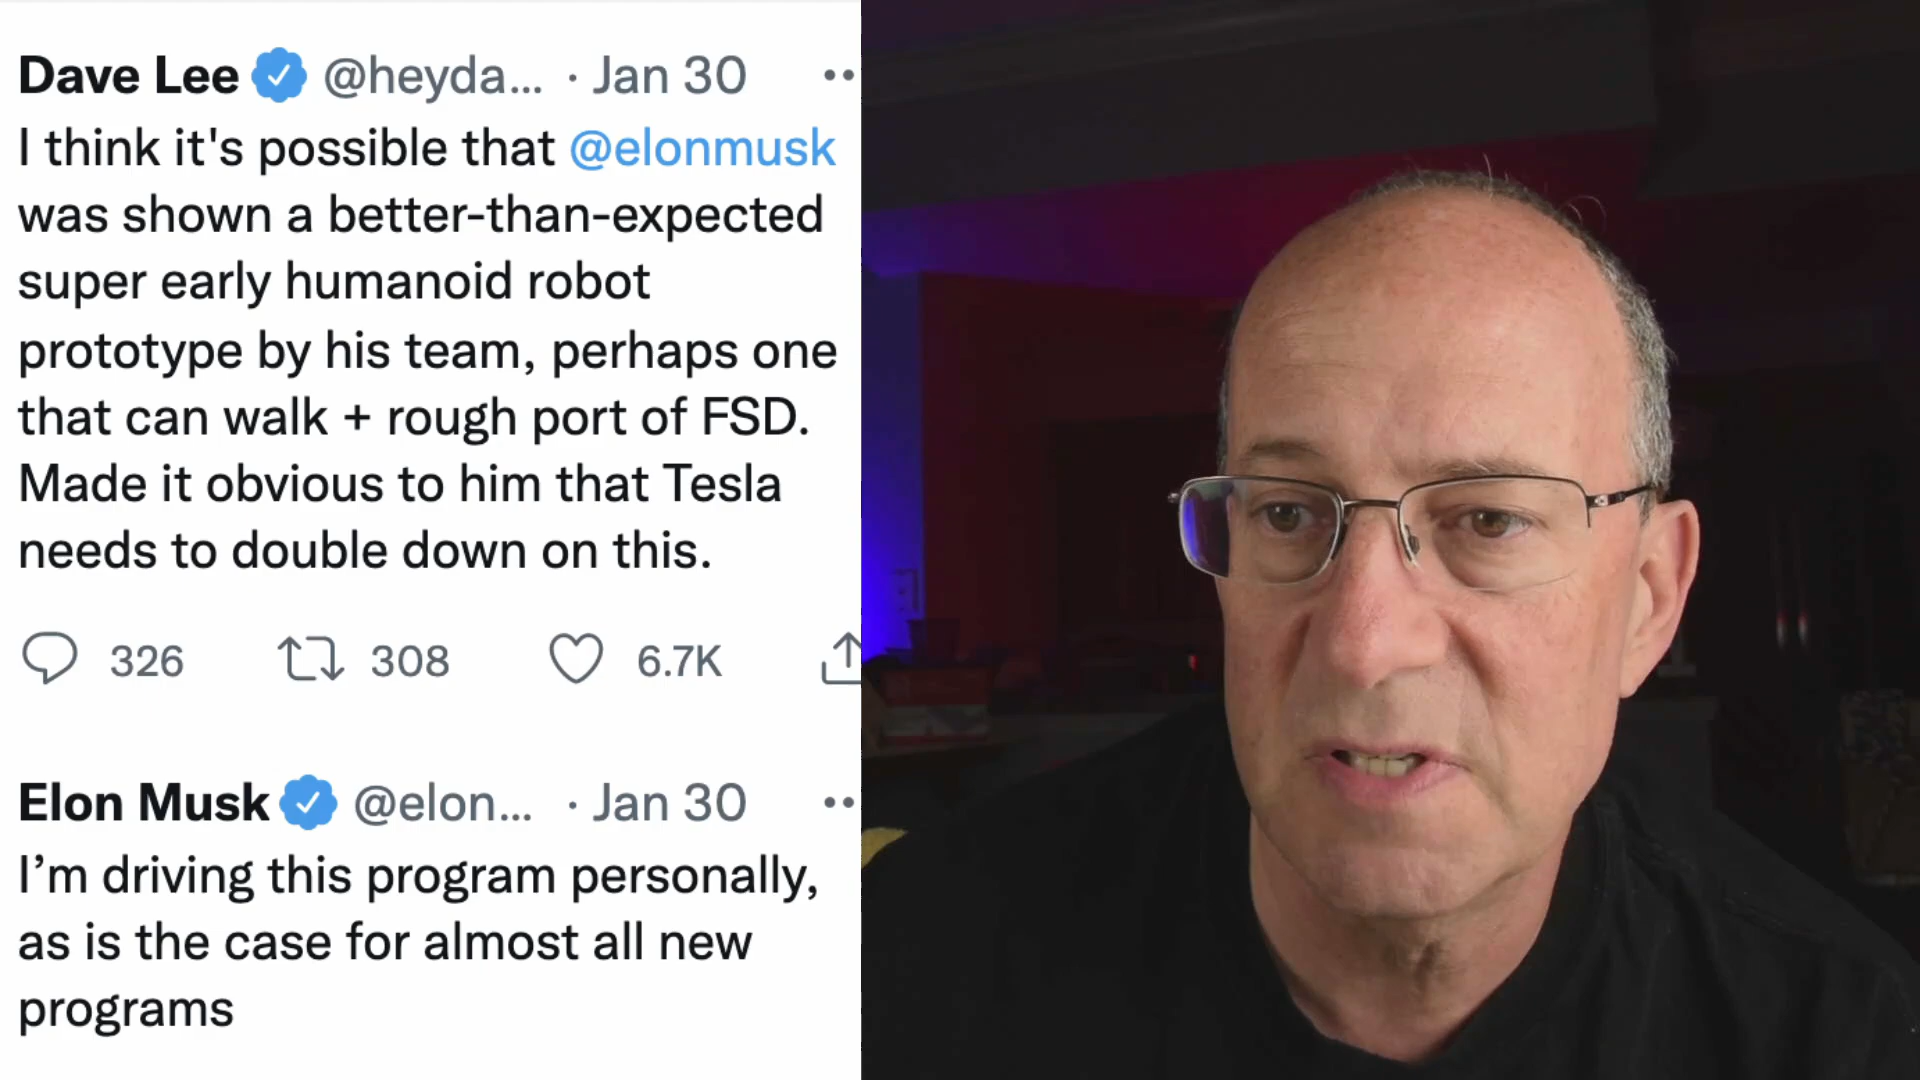 Dave Lee @heyda... · Jan 30
I think it's possible that @elonmusk
was shown a better-than-expected
super early humanoid robot
prototype by his team, perhaps one
that can walk + rough port of FSD.
Made it obvious to him that Tesla
needs to double down on this.
326 308 6.7K
Elon Musk @elon... · Jan 30
I’m driving this program personally,
as is the case for almost all new
programs